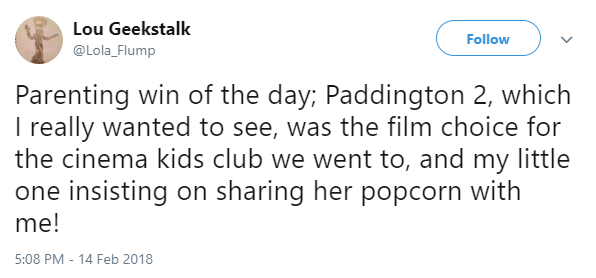 Lou Geekstalk
@Lola_Flump
Follow
Parenting win of the day; Paddington 2, which
I really wanted to see, was the film choice for
the cinema kids club we went to, and my little
one insisting on sharing her popcorn with
me!
5:08 PM - 14 Feb 2018